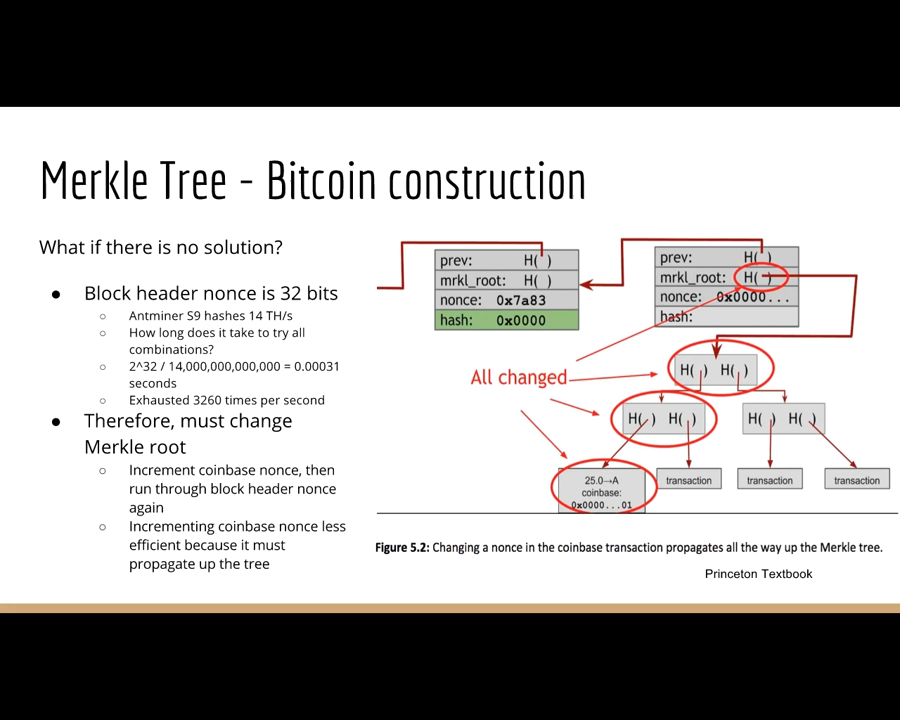 Merkle Tree - Bitcoin construction
What if there is no solution?
● Block header nonce is 32 bits
○ Antminer S9 hashes 14 TH/s
○ How long does it take to try all
combinations?
○ 2^32 / 14,000,000,000,000 = 0.00031
seconds
○ Exhausted 3260 times per second
● Therefore, must change
Merkle root
○ Increment coinbase nonce, then
run through block header nonce
again
○ Incrementing coinbase nonce less
efficient because it must
propagate up the tree
prev: H( )
mrkl_root: H( )
nonce: 0x7a83
hash: 0x0000
prev: H( )
mrkl_root: H( )
nonce: 0x0000...
hash:
All changed
H( ) H( )
H( ) H( )
H( ) H( )
25.0→A
coinbase:
0x0000...01
transaction
transaction
transaction
Figure 5.2: Changing a nonce in the coinbase transaction propagates all the way up the Merkle tree.
Princeton Textbook